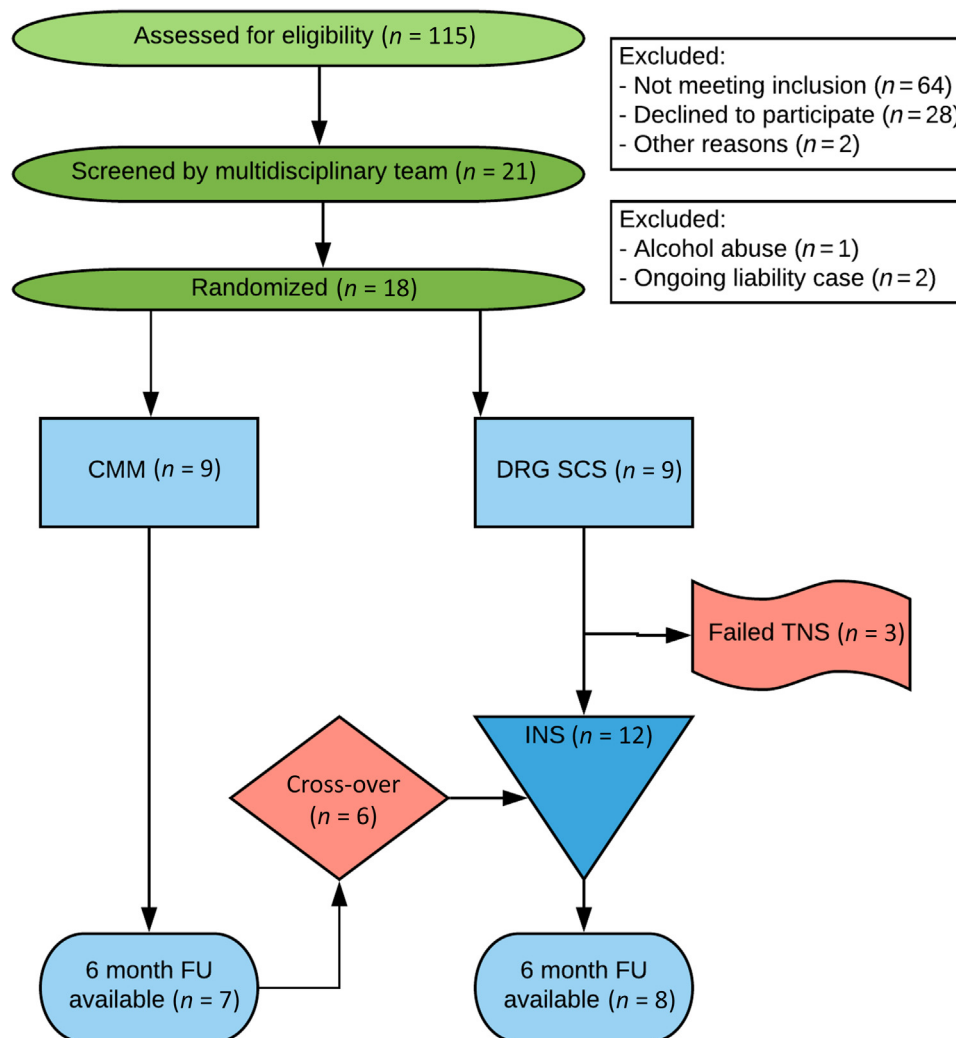 Assessed for eligibility (n = 115)
Excluded:
- Not meeting inclusion (n = 64)
- Declined to participate (n = 28)
- Other reasons (n = 2)
Screened by multidisciplinary team (n = 21)
Excluded:
- Alcohol abuse (n = 1)
- Ongoing liability case (n = 2)
Randomized (n = 18)
CMM (n = 9)
DRG SCS (n = 9)
Failed TNS (n = 3)
INS (n = 12)
Cross-over
(n = 6)
6 month FU
available (n = 7)
6 month FU
available (n = 8)